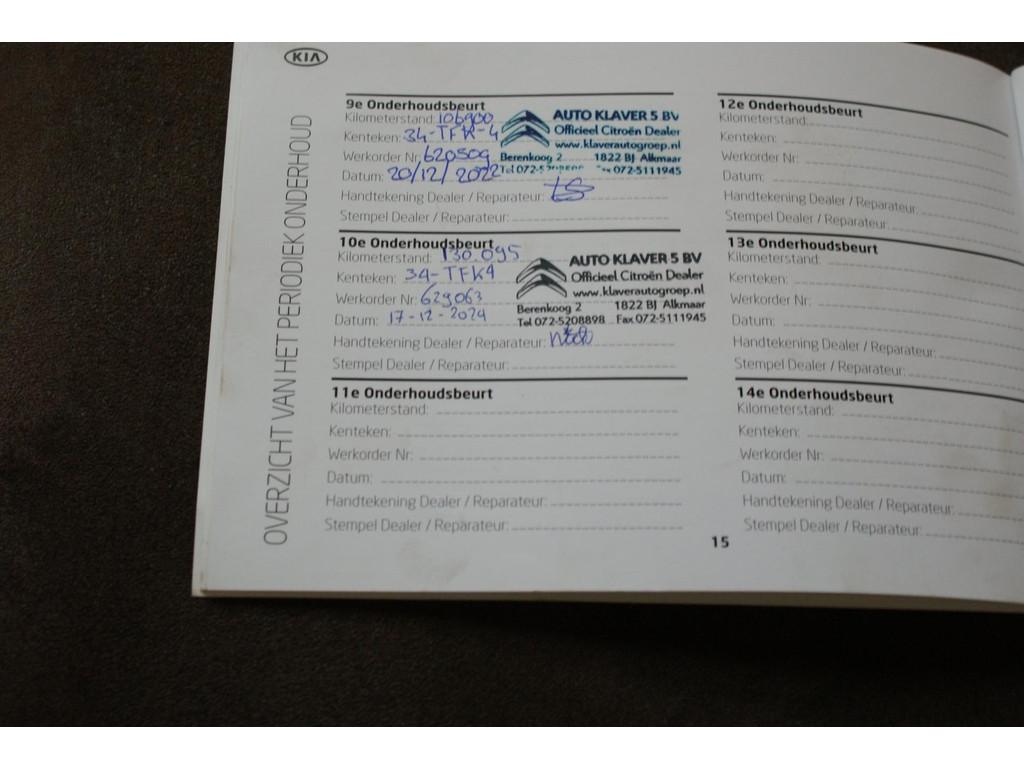 KIA
OVERZICHT VAN HET PERIODIEK ONDERHOUD
9e Onderhoudsbeurt
Kilometerstand: 106900
Kenteken: 34-TFK-4
Werkorder Nr: 620509
Datum: 20/12/2022
Handtekening Dealer / Reparateur:
Stempel Dealer / Reparateur:
AUTO KLAVER 5 BV
Officieel Citroën Dealer
www.klaverautogroep.nl
Berenkoog 2 1822 BJ Alkmaar
Tel 072-5208898 Fax 072-5111945
10e Onderhoudsbeurt
Kilometerstand: 130.095
Kenteken: 34-TFK4
Werkorder Nr: 629063
Datum: 17-12-2024
Handtekening Dealer / Reparateur:
Stempel Dealer / Reparateur:
AUTO KLAVER 5 BV
Officieel Citroën Dealer
www.klaverautogroep.nl
Berenkoog 2 1822 BJ Alkmaar
Tel 072-5208898 Fax 072-5111945
11e Onderhoudsbeurt
Kilometerstand:
Kenteken:
Werkorder Nr:
Datum:
Handtekening Dealer / Reparateur:
Stempel Dealer / Reparateur:
12e Onderhoudsbeurt
Kilometerstand:
Kenteken:
Werkorder Nr:
Datum:
Handtekening Dealer / Reparateur:
Stempel Dealer / Reparateur:
13e Onderhoudsbeurt
Kilometerstand:
Kenteken:
Werkorder Nr:
Datum:
Handtekening Dealer / Reparateur:
Stempel Dealer / Reparateur:
14e Onderhoudsbeurt
Kilometerstand:
Kenteken:
Werkorder Nr:
Datum:
Handtekening Dealer / Reparateur:
Stempel Dealer / Reparateur:
15